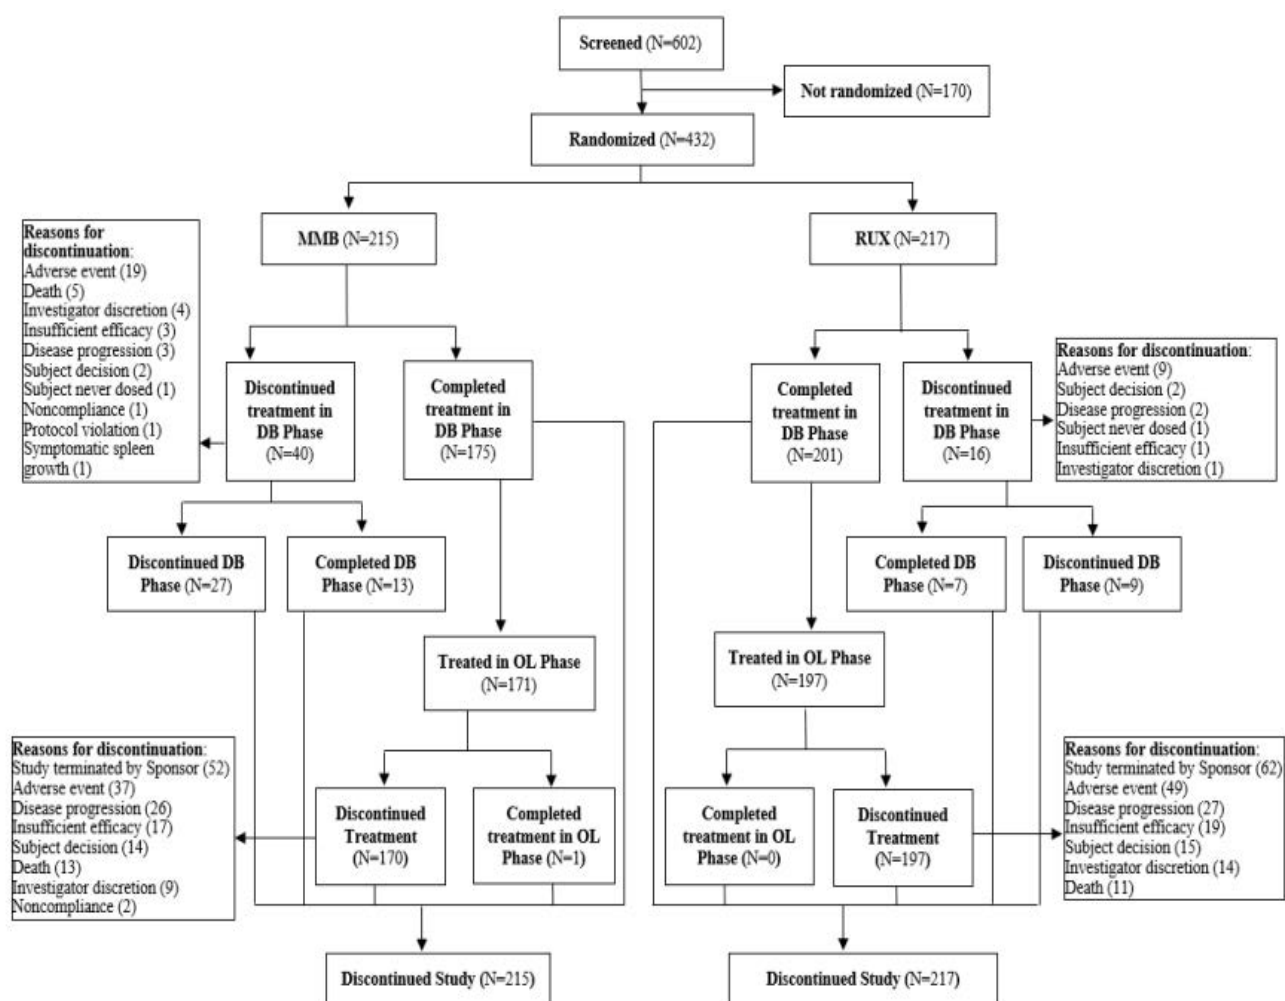 Screened (N=602)
Not randomized (N=170)
Randomized (N=432)
MMB (N=215)
RUX (N=217)
Reasons for
discontinuation:
Adverse event (19)
Death (5)
Investigator discretion (4)
Insufficient efficacy (3)
Disease progression (3)
Subject decision (2)
Subject never dosed (1)
Noncompliance (1)
Protocol violation (1)
Symptomatic spleen
growth (1)
Discontinued
treatment in
DB Phase
(N=40)
Completed
treatment in
DB Phase
(N=175)
Completed
treatment in
DB Phase
(N=201)
Discontinued
treatment in
DB Phase
(N=16)
Reasons for discontinuation:
Adverse event (9)
Subject decision (2)
Disease progression (2)
Subject never dosed (1)
Insufficient efficacy (1)
Investigator discretion (1)
Discontinued DB
Phase (N=27)
Completed DB
Phase (N=13)
Completed DB
Phase (N=7)
Discontinued DB
Phase (N=9)
Treated in OL Phase
(N=171)
Treated in OL Phase
(N=197)
Reasons for discontinuation:
Study terminated by Sponsor (52)
Adverse event (37)
Disease progression (26)
Insufficient efficacy (17)
Subject decision (14)
Death (13)
Investigator discretion (9)
Noncompliance (2)
Discontinued
Treatment
(N=170)
Completed
treatment in OL
Phase (N=1)
Completed
treatment in OL
Phase (N=0)
Discontinued
Treatment
(N=197)
Reasons for discontinuation:
Study terminated by Sponsor (62)
Adverse event (49)
Disease progression (27)
Insufficient efficacy (19)
Subject decision (15)
Investigator discretion (14)
Death (11)
Discontinued Study (N=215)
Discontinued Study (N=217)